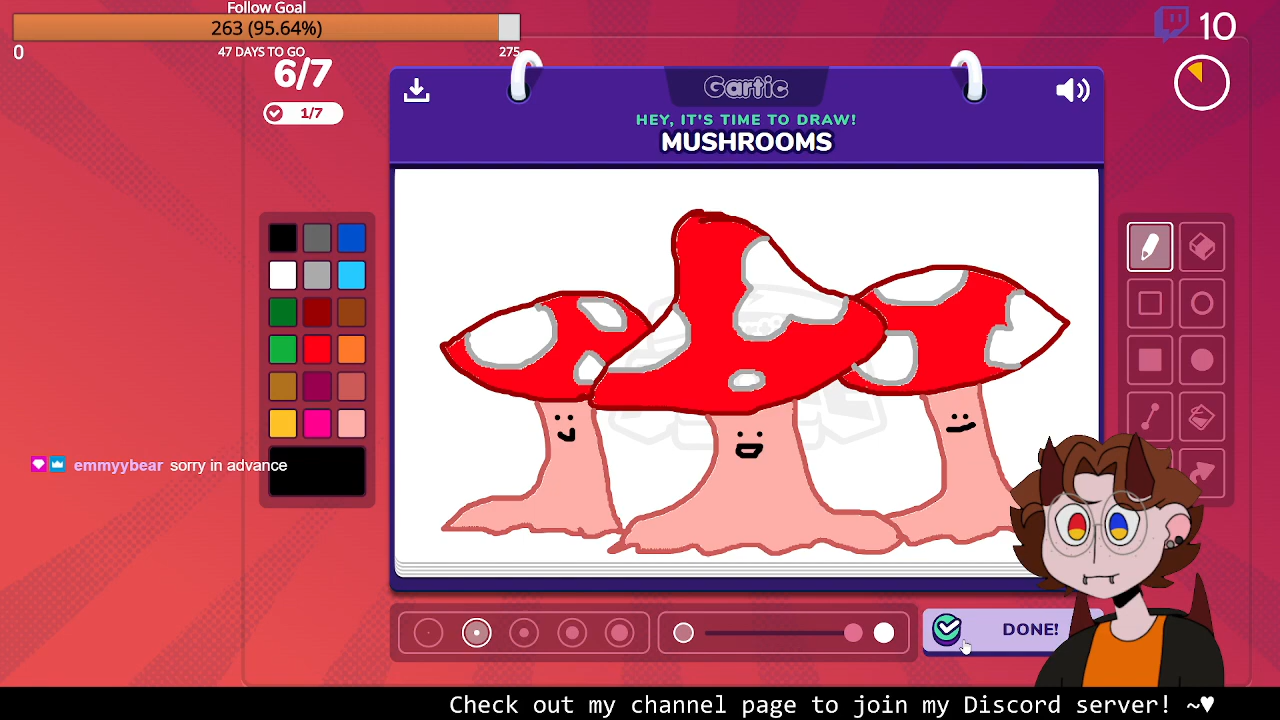 Follow Goal
263 (95.64%)
0
47 DAYS TO GO
275
10
6/7
1/7
Gartic
HEY, IT'S TIME TO DRAW!
MUSHROOMS
emmyybear sorry in advance
DONE!
Check out my channel page to join my Discord server! ~♥